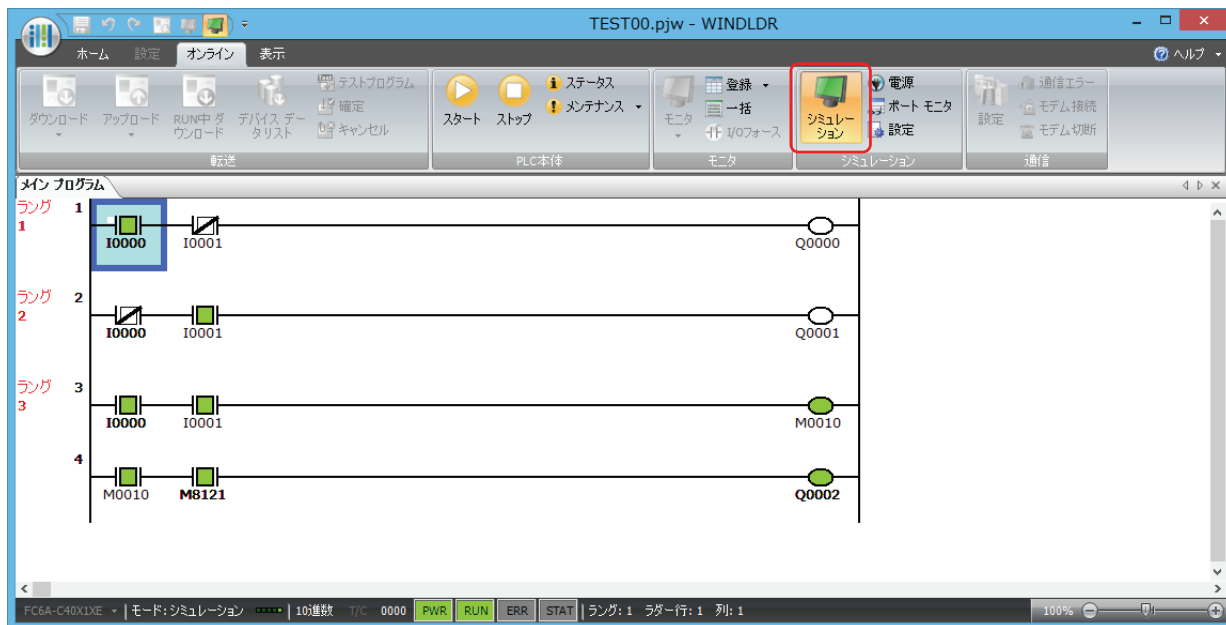 TEST00.pjw - WINDLDR
ホーム 設定 オンライン 表示 ヘルプ
ダウンロード アップロード RUN中 ダウンロード デバイス データリスト テストプログラム 確定 キャンセル
スタート ストップ ステータス メンテナンス
モニタ 登録 一括 I/Oフォース
シミュレーション 電源 ポート モニタ 設定
設定 通信エラー モデム接続 モデム切断
転送 PLC本体 モニタ シミュレーション 通信
メイン プログラム
ラング 1
1
I0000 I0001 Q0000
ラング 2
2
I0000 I0001 Q0001
ラング 3
3
I0000 I0001 M0010
4
M0010 M8121 Q0002
FC6A-C40X1XE モード:シミュレーション 10進数 T/C 0000 PWR RUN ERR STAT ラング: 1 ラダー行: 1 列: 1 100%